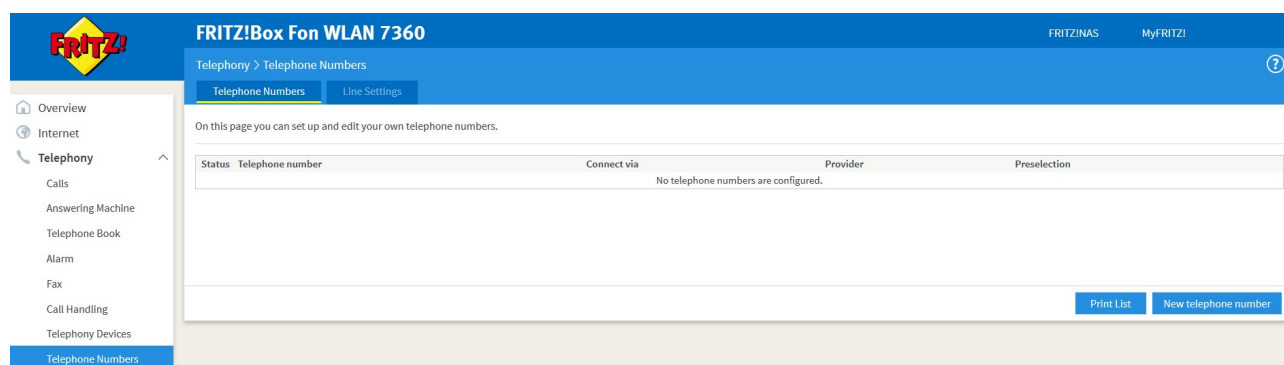 FRITZ!
FRITZ!Box Fon WLAN 7360
FRITZ!NAS MyFRITZ!
Telephony > Telephone Numbers
?
Telephone Numbers Line Settings
Overview
Internet
Telephony
Calls
Answering Machine
Telephone Book
Alarm
Fax
Call Handling
Telephony Devices
Telephone Numbers
On this page you can set up and edit your own telephone numbers.
Status Telephone number Connect via Provider Preselection
No telephone numbers are configured.
Print List New telephone number